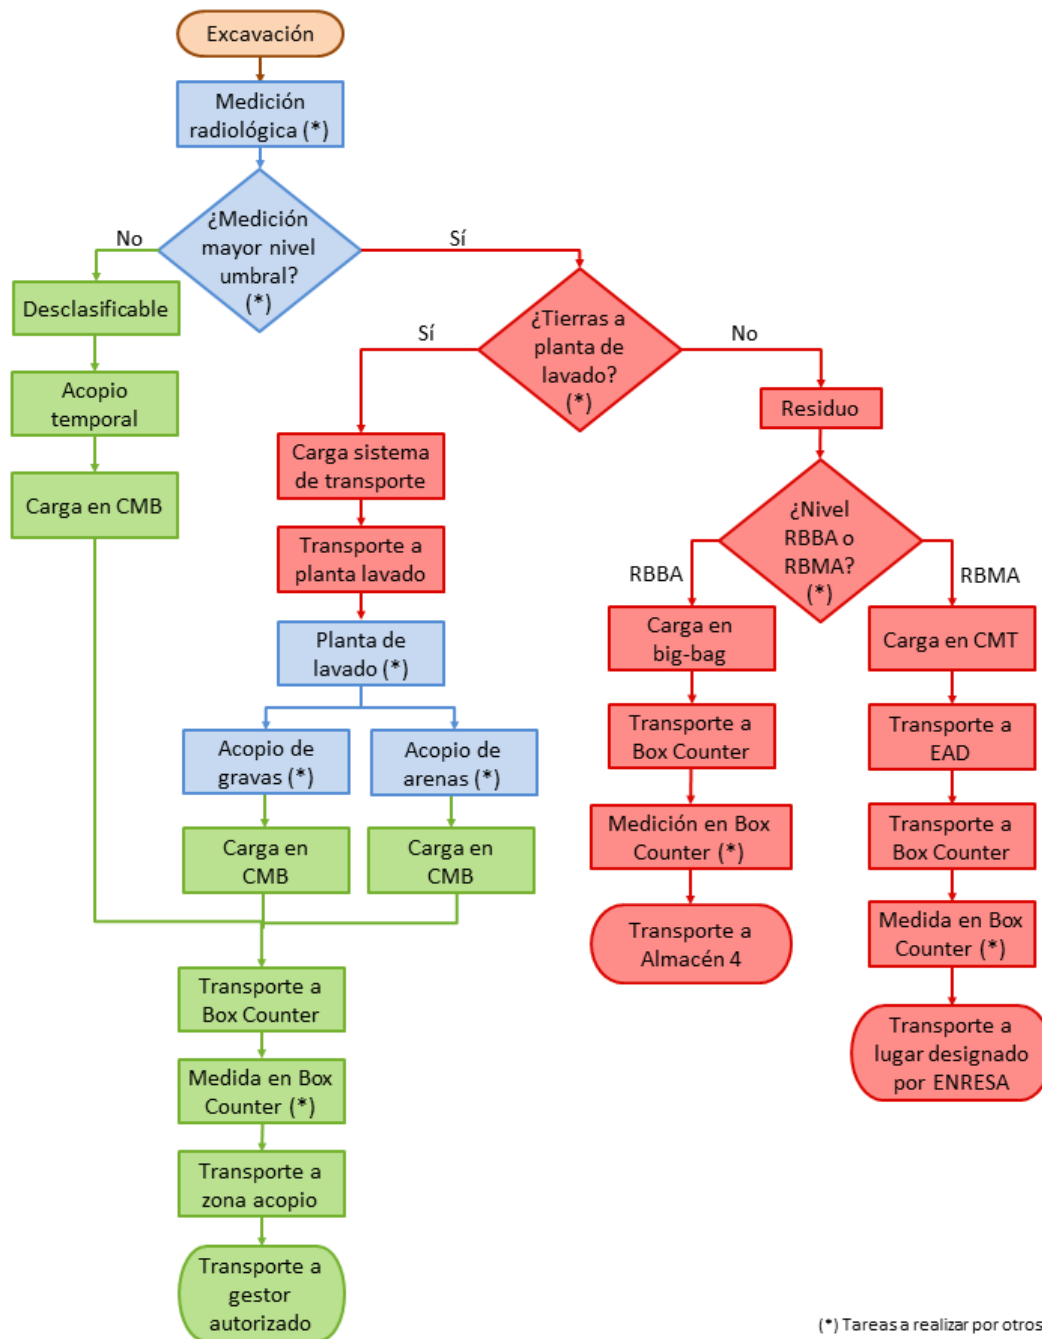 Excavación
Medición
radiológica (*)
¿Medición
mayor nivel
umbral?
(*)
No
Sí
Desclasificable
Acopio
temporal
Carga en CMB
¿Tierras a
planta de
lavado?
(*)
Sí
No
Carga sistema
de transporte
Transporte a
planta lavado
Planta de
lavado (*)
Acopio de
gravas (*)
Acopio de
arenas (*)
Carga en
CMB
Carga en
CMB
Transporte a
Box Counter
Medida en Box
Counter (*)
Transporte a
zona acopio
Transporte a
gestor
autorizado
Residuo
¿Nivel
RBBA o
RBMA?
(*)
RBBA
RBMA
Carga en
big-bag
Transporte a
Box Counter
Medición en Box
Counter (*)
Transporte a
Almacén 4
Carga en CMT
Transporte a
EAD
Transporte a
Box Counter
Medida en Box
Counter (*)
Transporte a
lugar designado
por ENRESA
(*) Tareas a realizar por otros